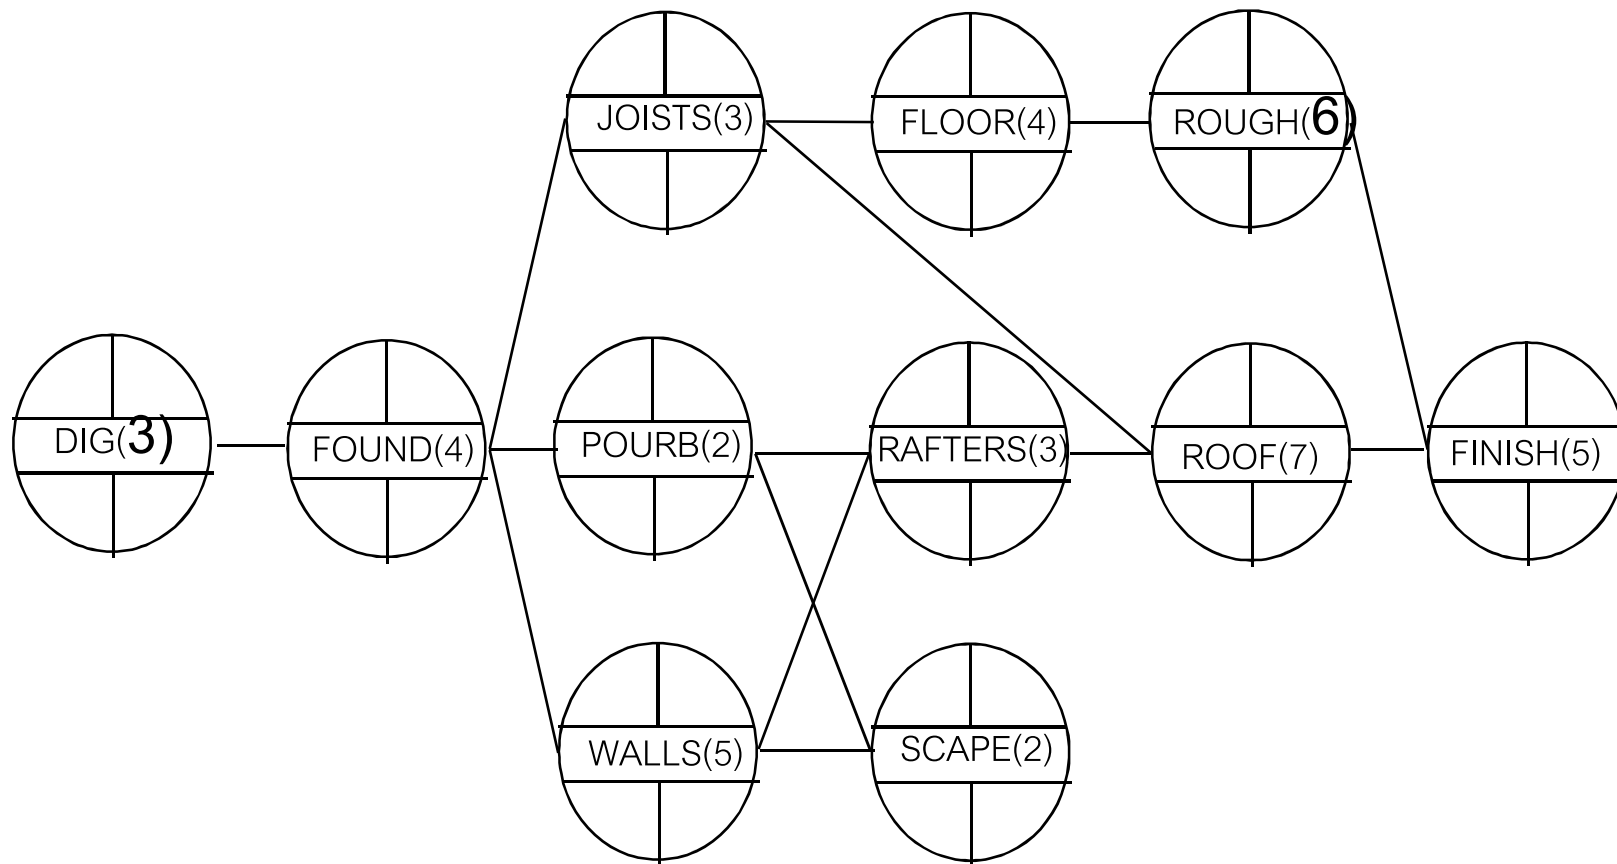 JOISTS(3)
FLOOR(4)
ROUGH(6)
DIG(3)
FOUND(4)
POURB(2)
RAFTERS(3)
ROOF(7)
FINISH(5)
WALLS(5)
SCAPE(2)